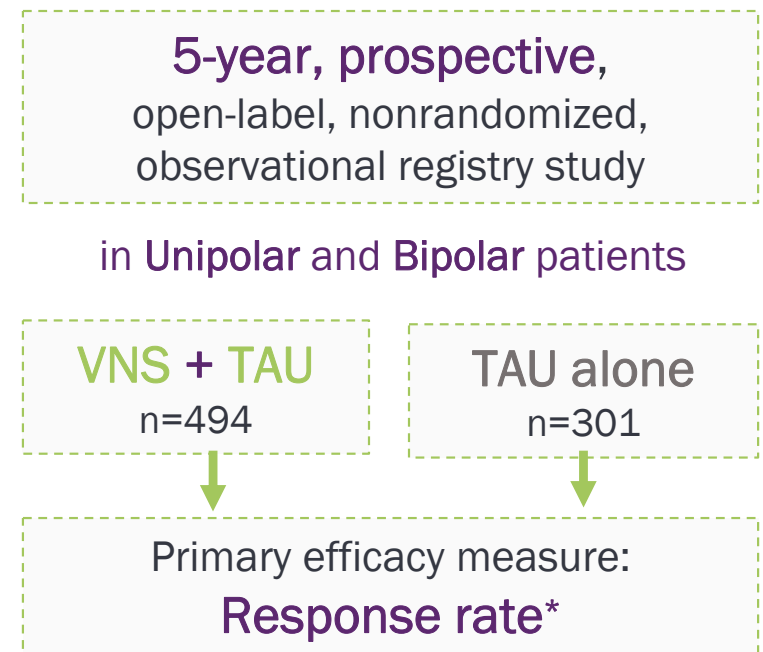 5-year, prospective,
open-label, nonrandomized,
observational registry study
in Unipolar and Bipolar patients
VNS + TAU
n=494
TAU alone
n=301
Primary efficacy measure:
Response rate*